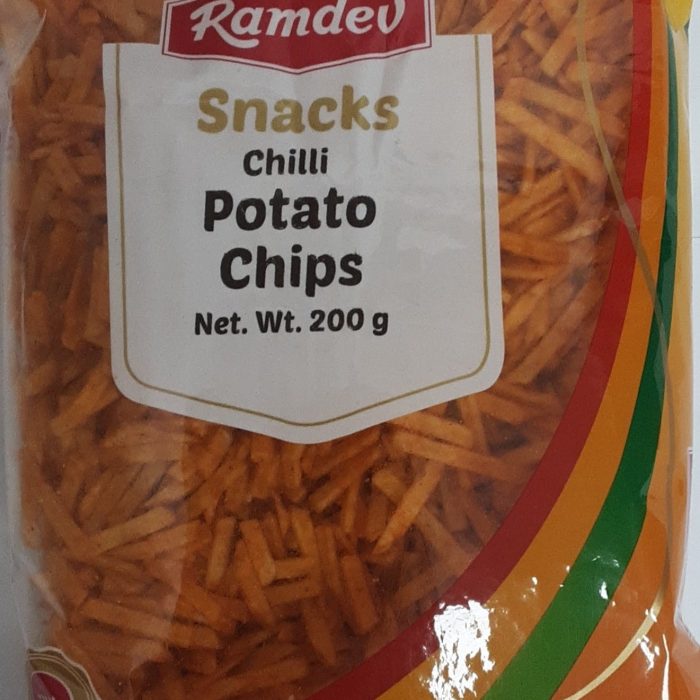 Ramdev
Snacks
Chilli
Potato
Chips
Net. Wt. 200 g